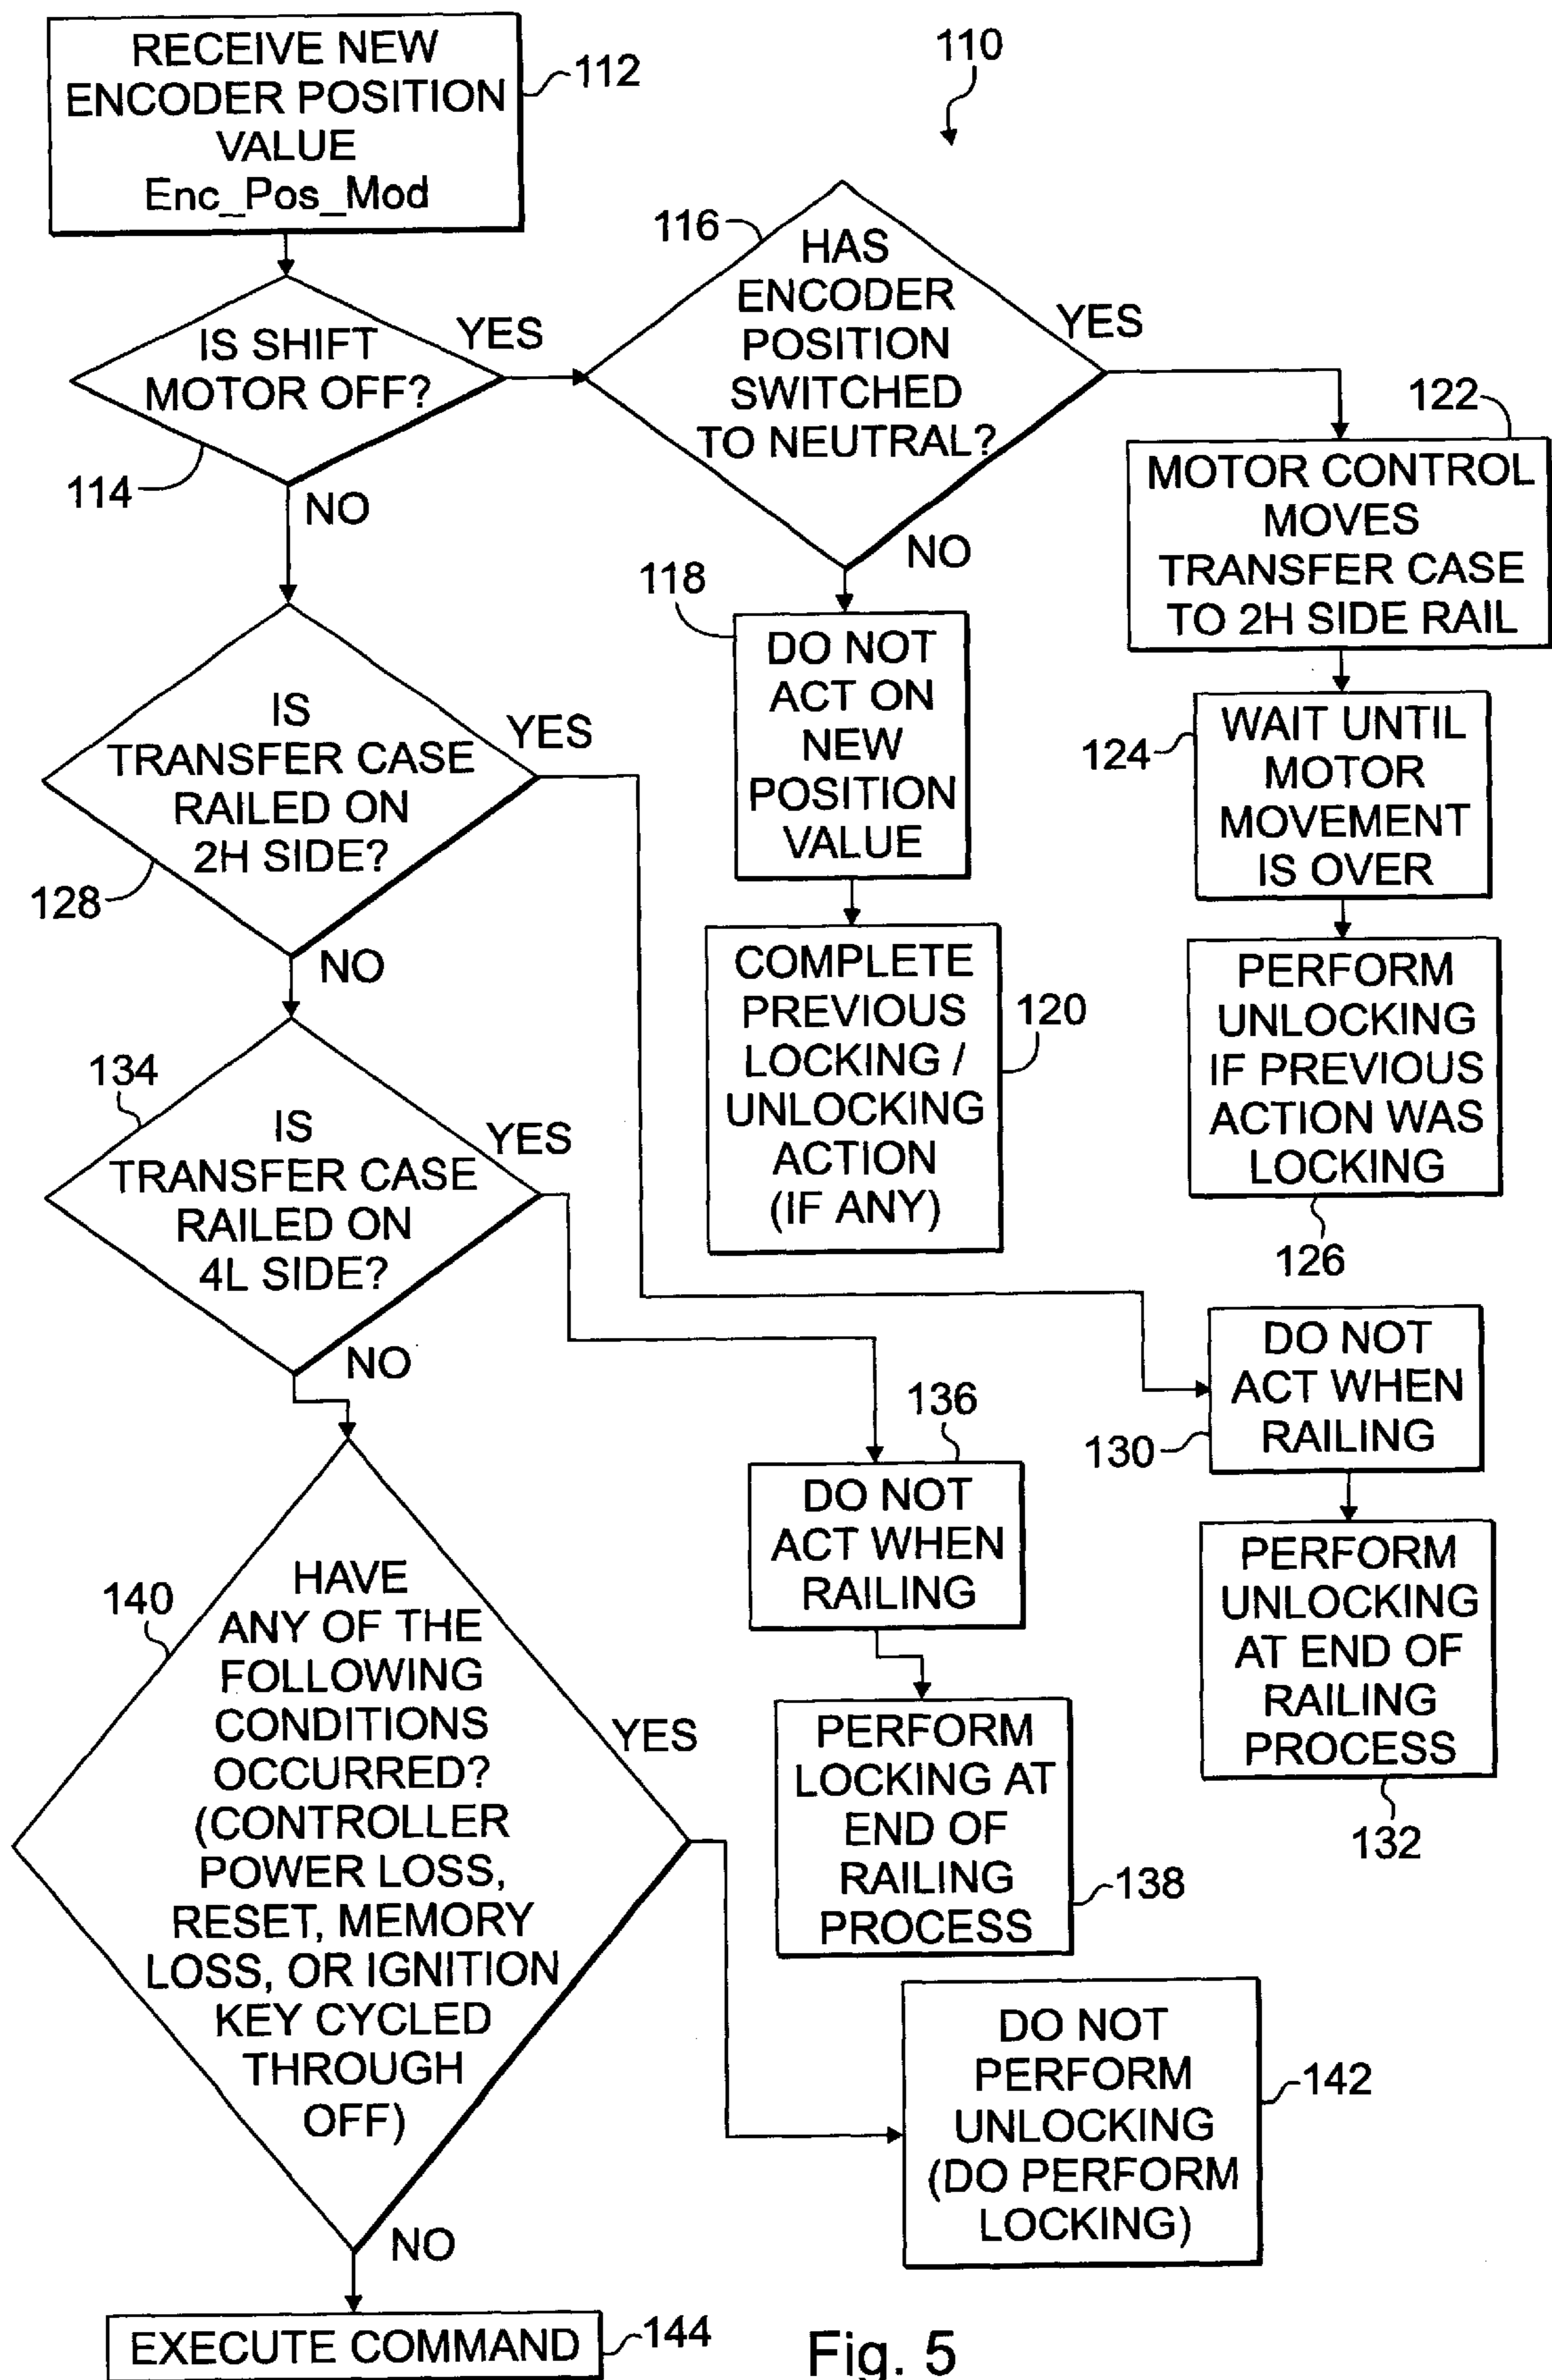 RECEIVE NEW
ENCODER POSITION
VALUE
Enc_Pos_Mod
112
110
IS SHIFT
MOTOR OFF?
YES
NO
114
116
HAS
ENCODER
POSITION
SWITCHED
TO NEUTRAL?
YES
NO
122
MOTOR CONTROL
MOVES
TRANSFER CASE
TO 2H SIDE RAIL
118
DO NOT
ACT ON
NEW
POSITION
VALUE
124
WAIT UNTIL
MOTOR
MOVEMENT
IS OVER
IS
TRANSFER CASE
RAILED ON
2H SIDE?
YES
NO
128
COMPLETE
PREVIOUS
LOCKING /
UNLOCKING
ACTION
(IF ANY)
120
PERFORM
UNLOCKING
IF PREVIOUS
ACTION WAS
LOCKING
126
134
IS
TRANSFER CASE
RAILED ON
4L SIDE?
YES
NO
DO NOT
ACT WHEN
RAILING
130
136
DO NOT
ACT WHEN
RAILING
PERFORM
UNLOCKING
AT END OF
RAILING
PROCESS
132
140
HAVE
ANY OF THE
FOLLOWING
CONDITIONS
OCCURRED?
(CONTROLLER
POWER LOSS,
RESET, MEMORY
LOSS, OR IGNITION
KEY CYCLED
THROUGH
OFF)
YES
NO
PERFORM
LOCKING AT
END OF
RAILING
PROCESS
138
DO NOT
PERFORM
UNLOCKING
(DO PERFORM
LOCKING)
142
EXECUTE COMMAND
144
Fig. 5